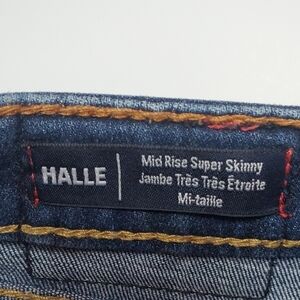 HALLE
Mid Rise Super Skinny
Jambe Très Très Étroite
Mi-taille